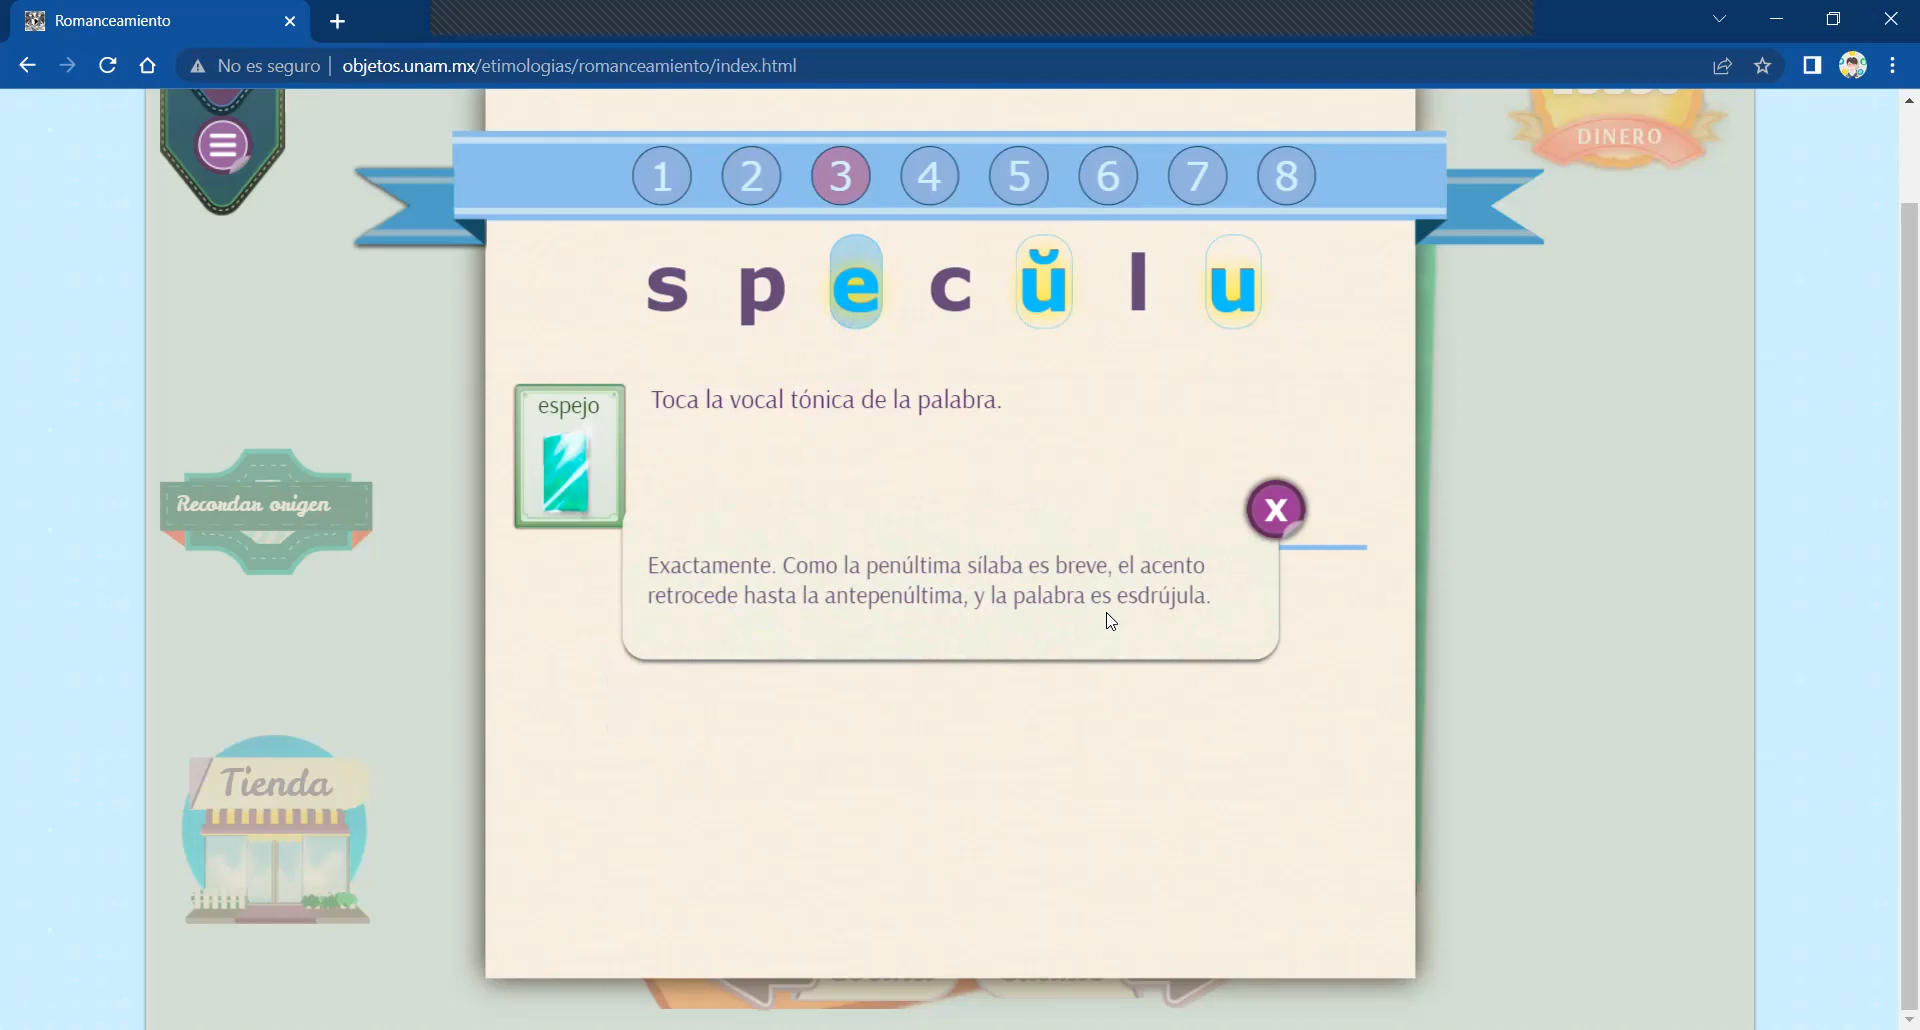 Romanceamiento
No es seguro objetos.unam.mx/etimologias/romanceamiento/index.html
DINERO
1 2 3 4 5 6 7 8
s p e c ŭ l u
espejo
Toca la vocal tónica de la palabra.
Recordar origen
x
Exactamente. Como la penúltima sílaba es breve, el acento
retrocede hasta la antepenúltima, y la palabra es esdrújula.
Tienda